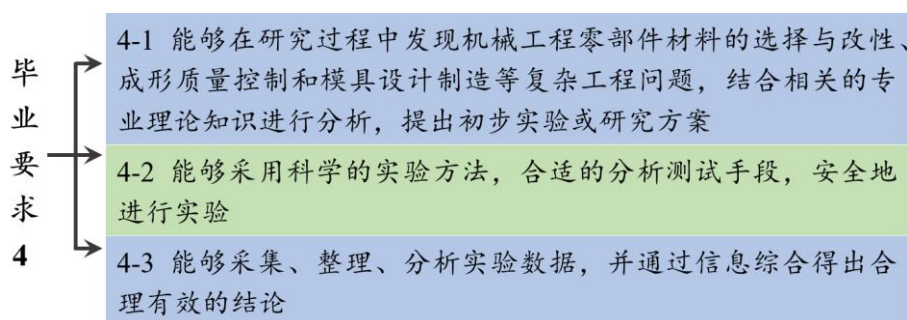 毕业要求4
4-1 能够在研究过程中发现机械工程零部件材料的选择与改性、
成形质量控制和模具设计制造等复杂工程问题，结合相关的专
业理论知识进行分析，提出初步实验或研究方案
4-2 能够采用科学的实验方法，合适的分析测试手段，安全地
进行实验
4-3 能够采集、整理、分析实验数据，并通过信息综合得出合
理有效的结论